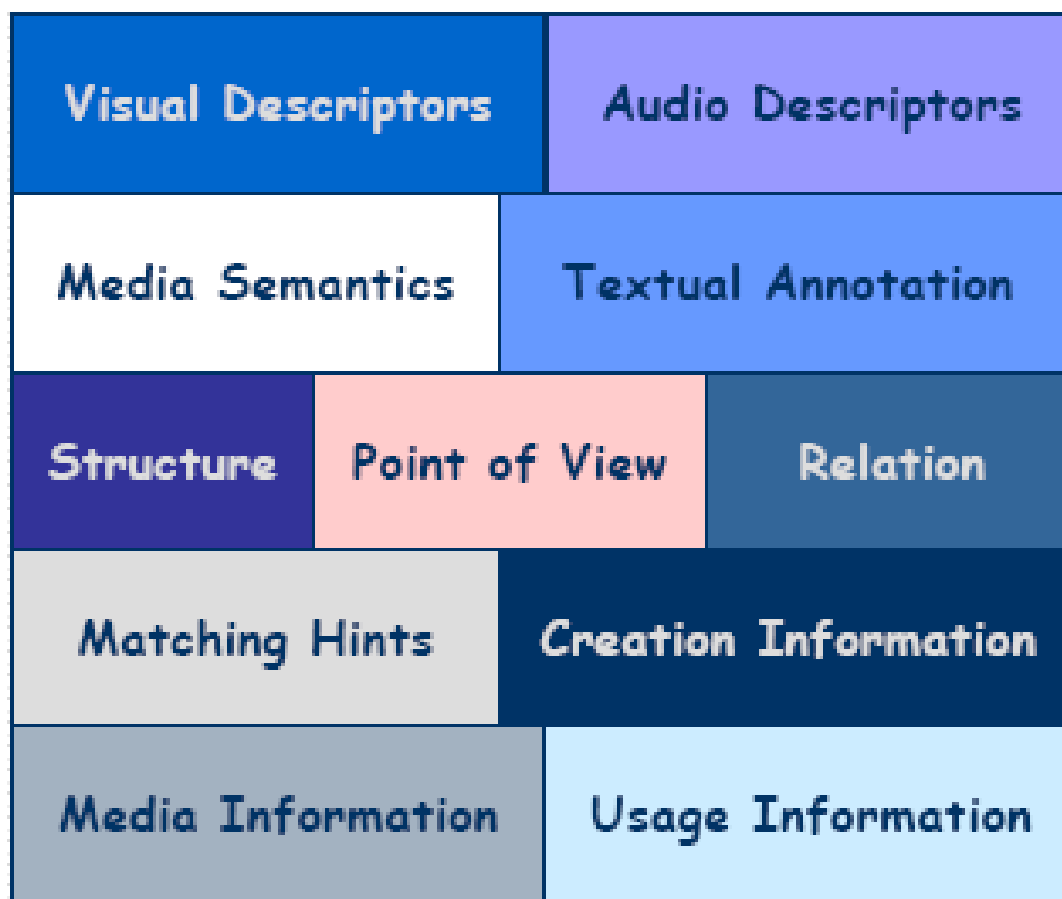 Visual Descriptors
Audio Descriptors
Media Semantics
Textual Annotation
Structure
Point of View
Relation
Matching Hints
Creation Information
Media Information
Usage Information